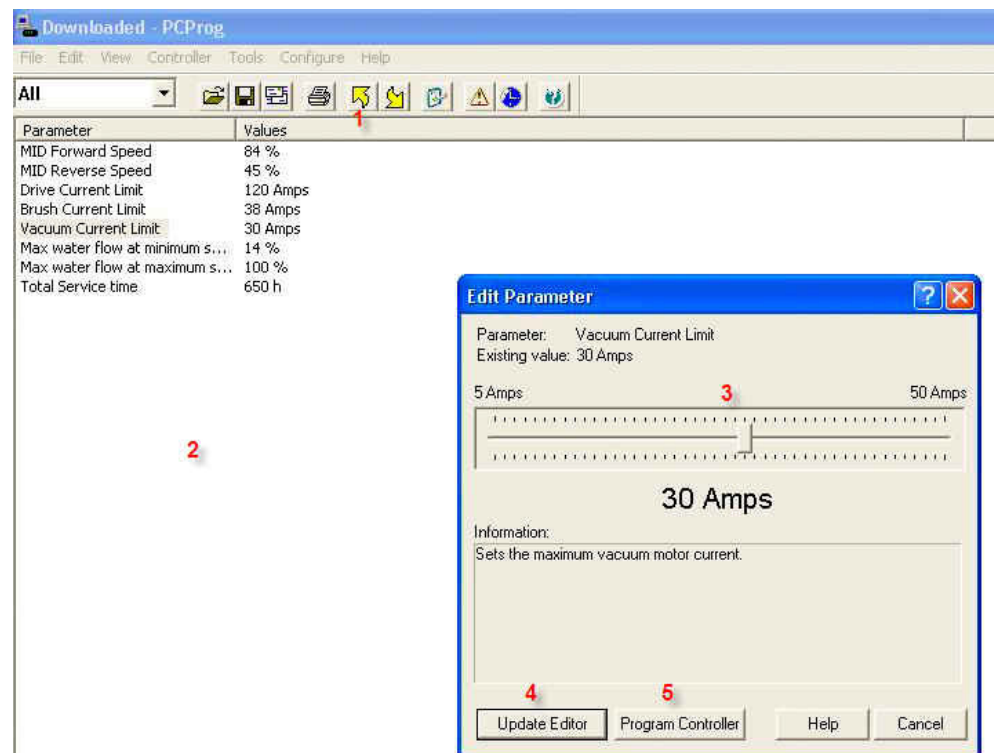 Downloaded - PCProg
File Edit View Controller Tools Configure Help
All
1
Parameter Values
MID Forward Speed 84 %
MID Reverse Speed 45 %
Drive Current Limit 120 Amps
Brush Current Limit 38 Amps
Vacuum Current Limit 30 Amps
Max water flow at minimum s... 14 %
Max water flow at maximum s... 100 %
Total Service time 650 h
2
Edit Parameter
Parameter: Vacuum Current Limit
Existing value: 30 Amps
5 Amps 3 50 Amps
30 Amps
Information:
Sets the maximum vacuum motor current.
4 5
Update Editor Program Controller Help Cancel